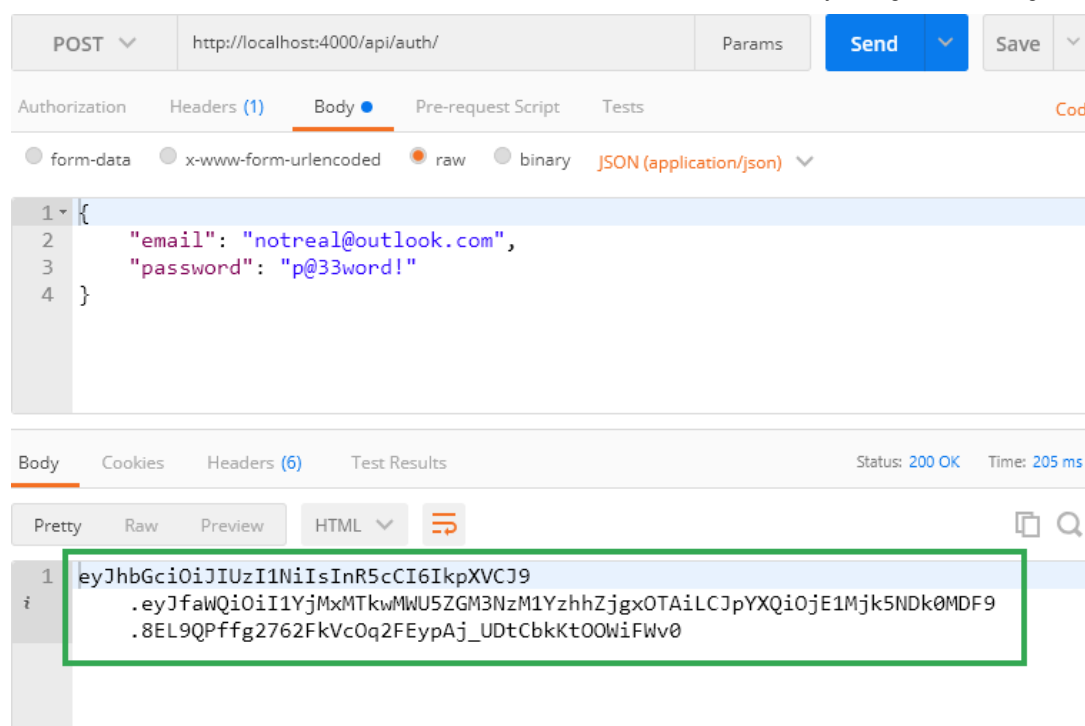 POST http://localhost:4000/api/auth/ Params Send Save
Authorization Headers (1) Body Pre-request Script Tests Cod
form-data x-www-form-urlencoded raw binary JSON (application/json)
1 {
2 "email": "notreal@outlook.com",
3 "password": "p@33word!"
4 }
Body Cookies Headers (6) Test Results Status: 200 OK Time: 205 ms
Pretty Raw Preview HTML
1 eyJhbGciOiJIUzI1NiIsInR5cCI6IkpXVCJ9
i .eyJfaWQiOiI1YjMxMTkwMWU5ZGM3NzM1YzhhZjgxOTAiLCJpYXQiOjE1Mjk5NDk0MDF9
.8EL9QPffg2762FkVcOq2FEypAj_UDtCbkKtOOWiFWv0